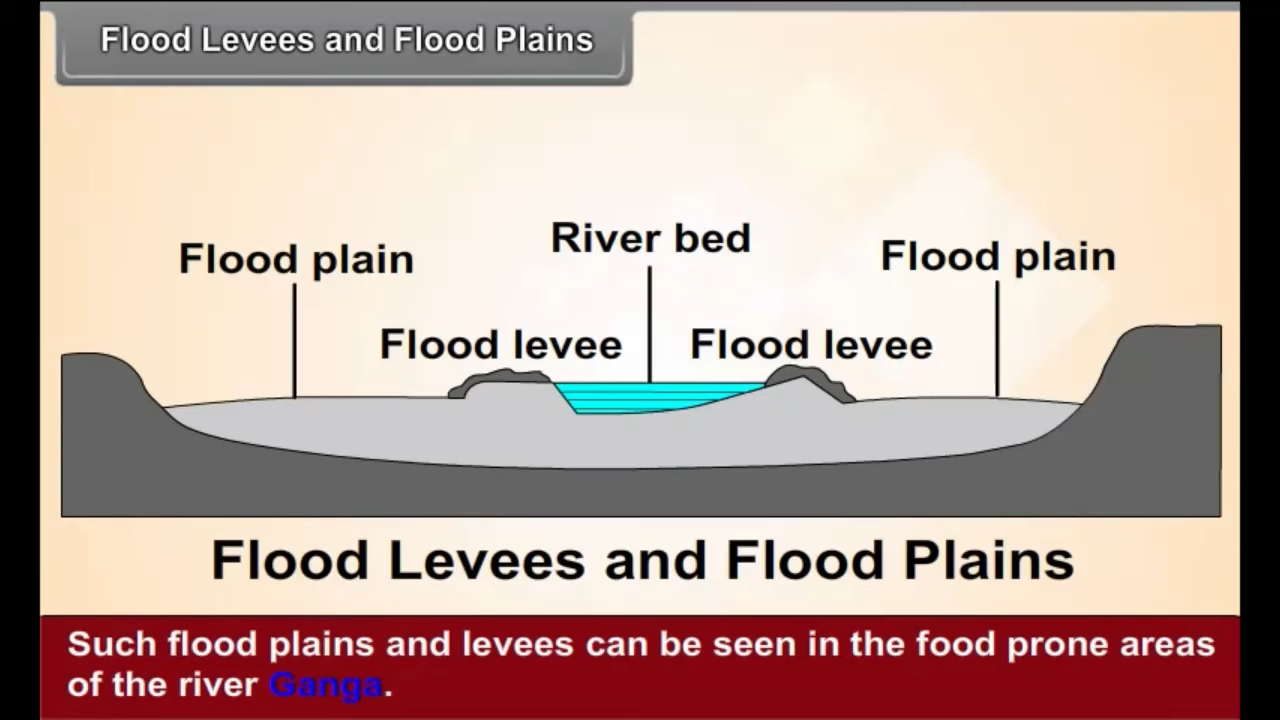 Flood Levees and Flood Plains
River bed
Flood plain
Flood plain
Flood levee
Flood levee
Flood Levees and Flood Plains
Such flood plains and levees can be seen in the food prone areas
of the river Ganga.